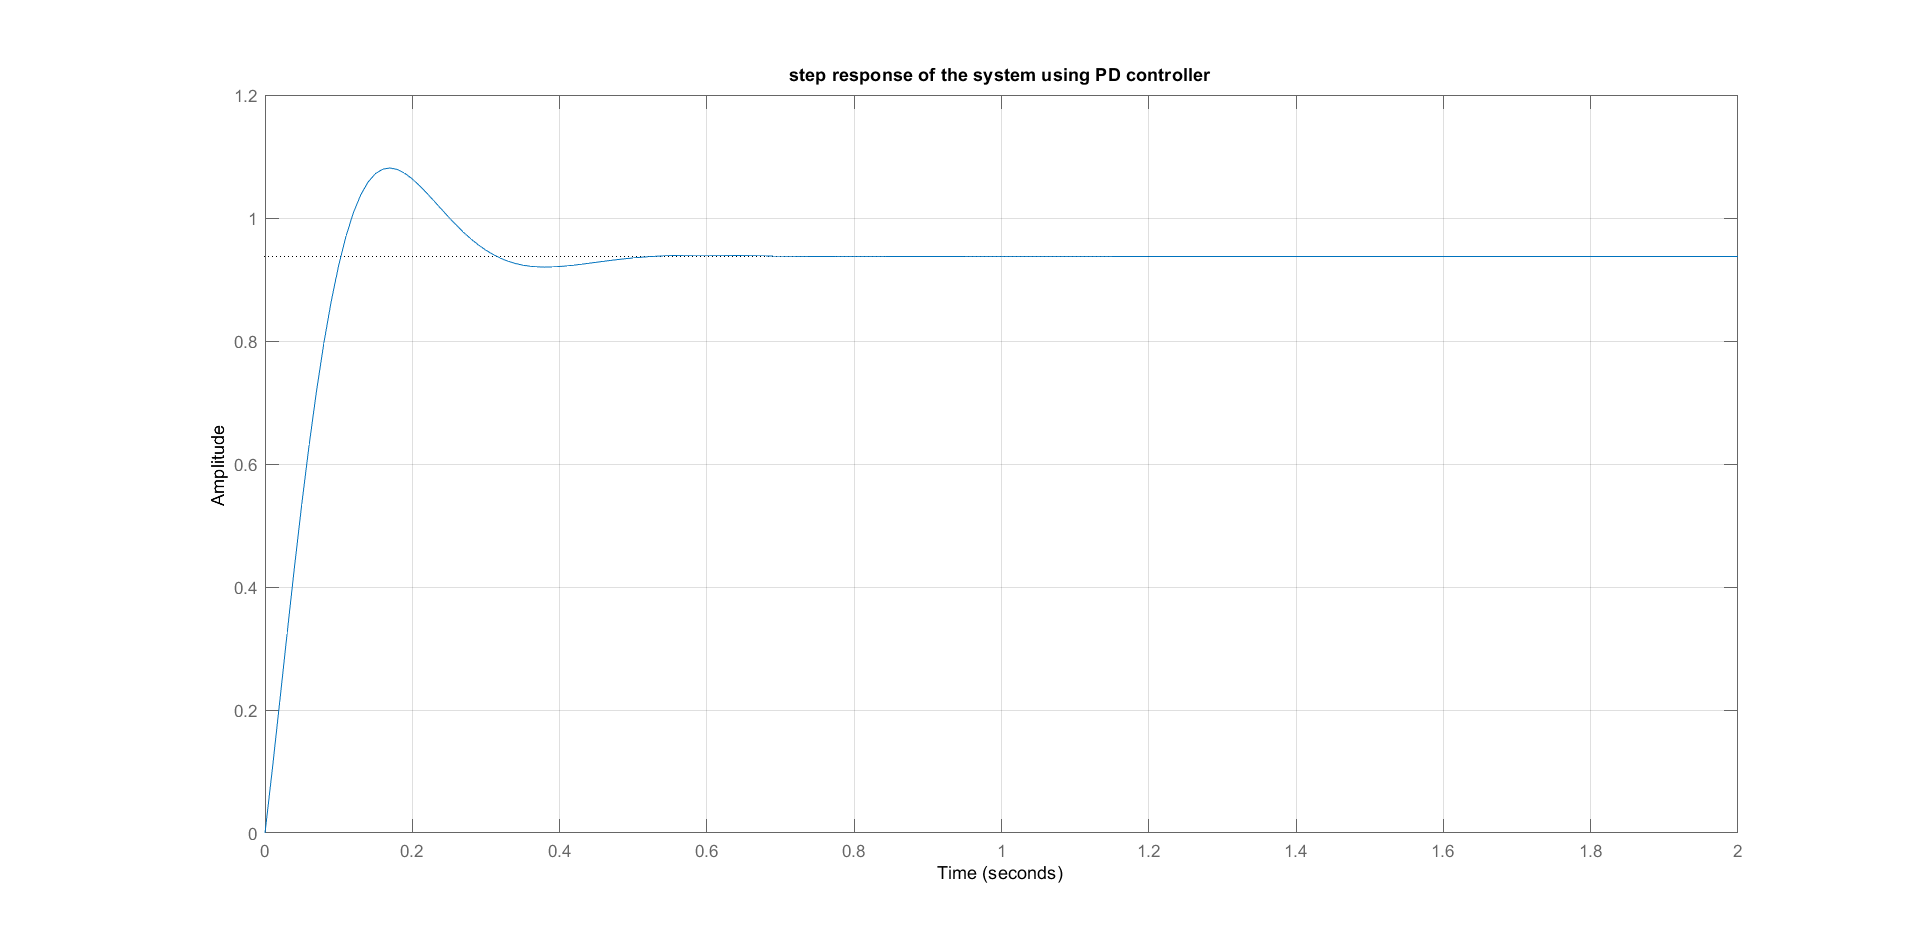 step response of the system using PD controller
1.2
1
0.8
0.6
0.4
0.2
0
Amplitude
0 0.2 0.4 0.6 0.8 1 1.2 1.4 1.6 1.8 2
Time (seconds)